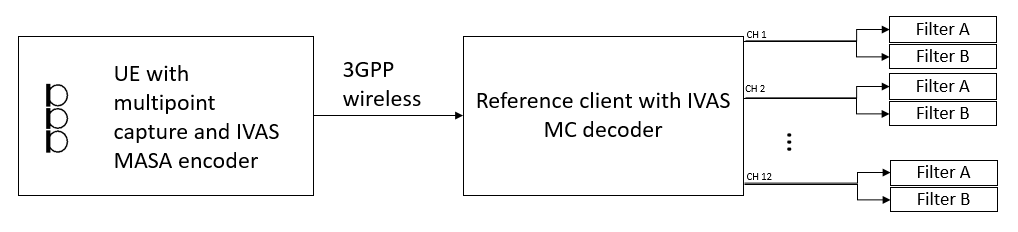 UE with
multipoint
capture and IVAS
MASA encoder
3GPP
wireless
Reference client with IVAS
MC decoder
CH 1
Filter A
Filter B
CH 2
Filter A
Filter B
...
CH 12
Filter A
Filter B